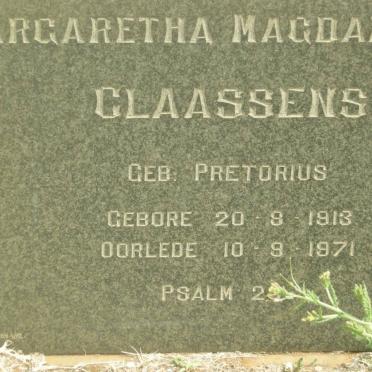 ARGARETHA MAGDA
CLAASSENS
GEB: PRETORIUS
GEBORE 20-8-1913
OORLEDE 10-9-1971
PSALM